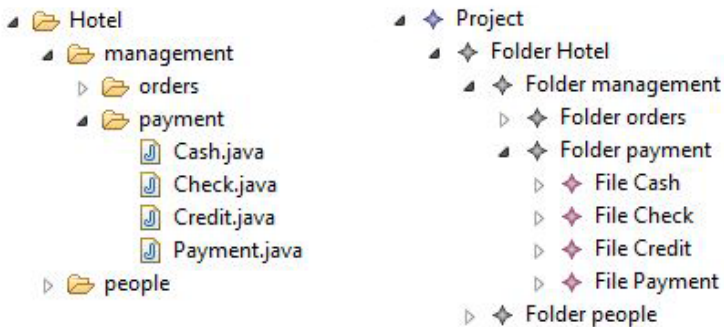 Hotel
management
orders
payment
Cash.java
Check.java
Credit.java
Payment.java
people
Project
Folder Hotel
Folder management
Folder orders
Folder payment
File Cash
File Check
File Credit
File Payment
Folder people